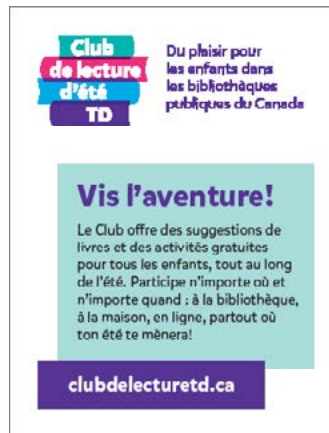 Club
de lecture
d'été
TD
Du plaisir pour
les enfants dans
les bibliothèques
publiques du Canada
Vis l'aventure!
Le Club offre des suggestions de
livres et des activités gratuites
pour tous les enfants, tout au long
de l'été. Participe n'importe où et
n'importe quand : à la bibliothèque,
à la maison, en ligne, partout où
ton été te mènera!
clubdelecturetd.ca